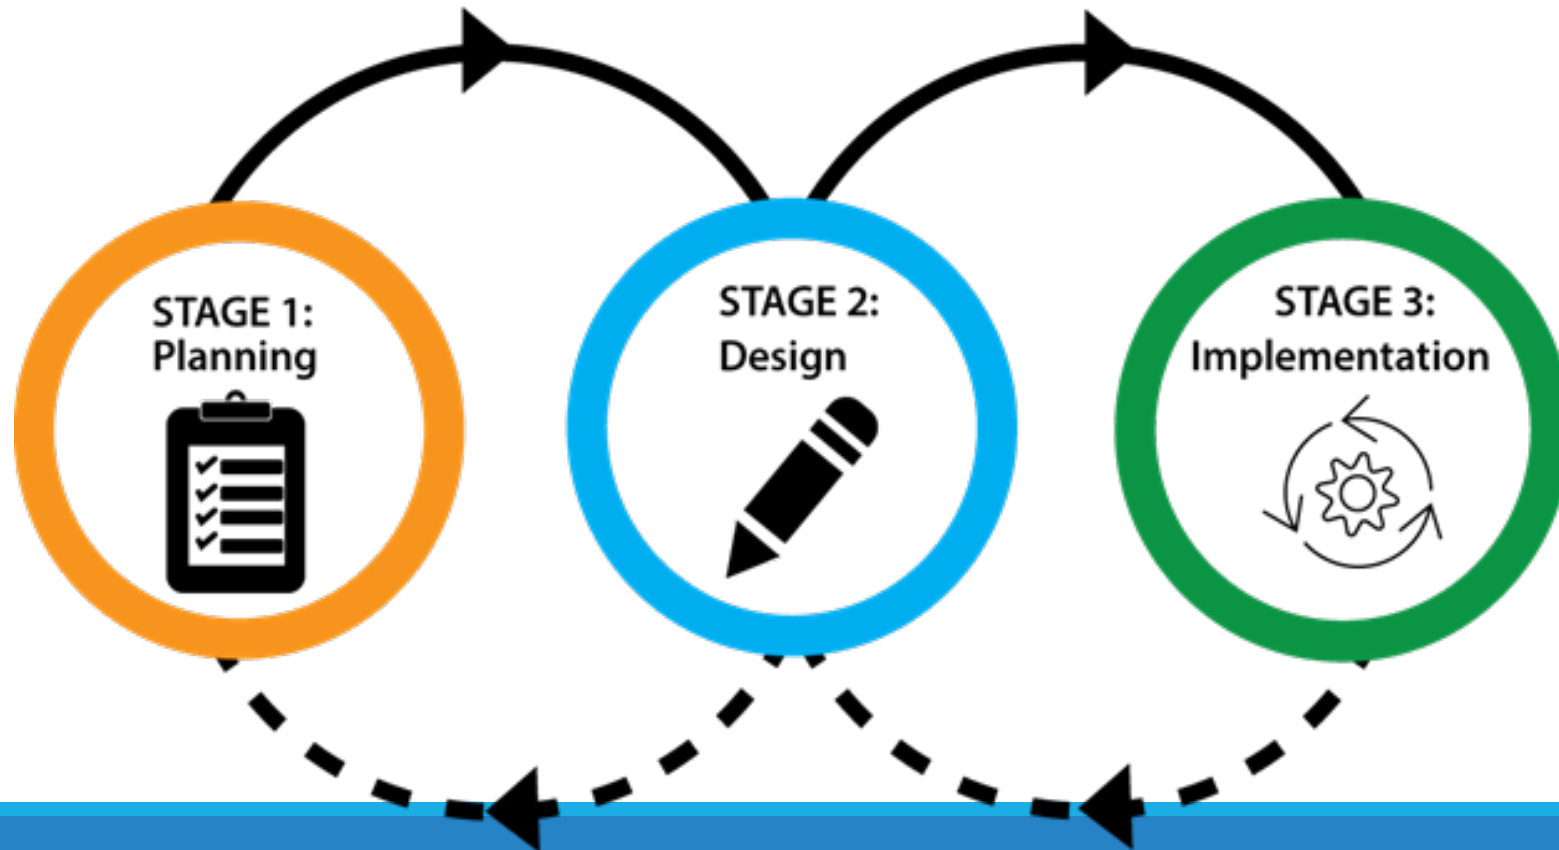 STAGE 1:
Planning
STAGE 2:
Design
STAGE 3:
Implementation